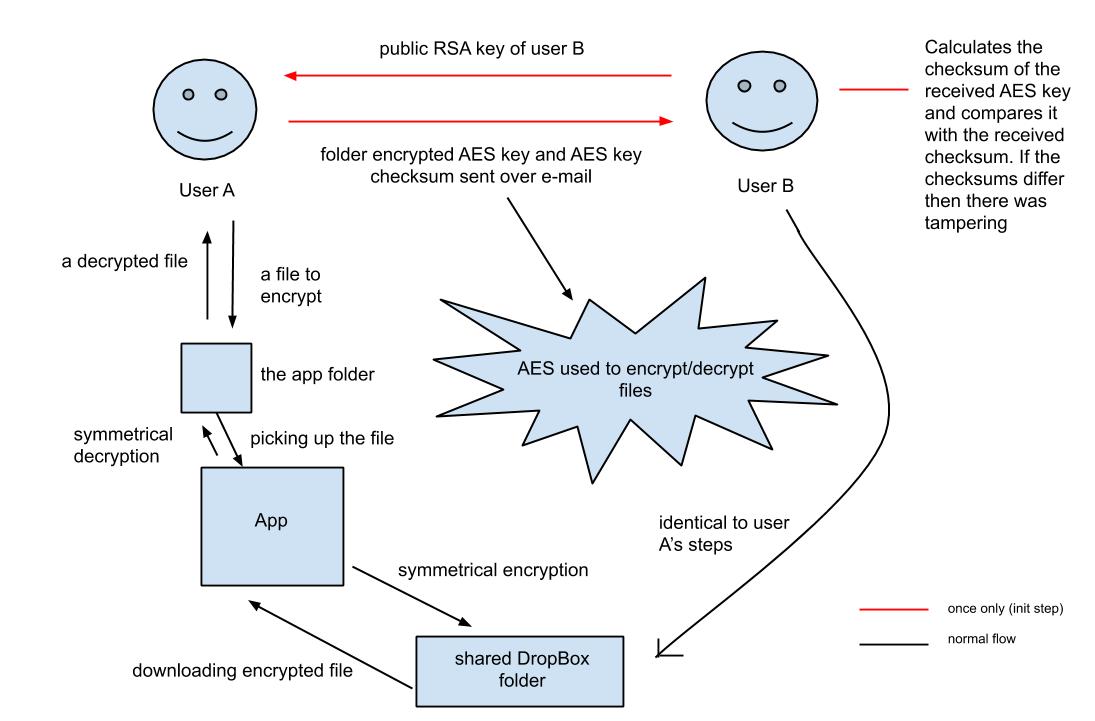 public RSA key of user B
Calculates the
checksum of the
received AES key
and compares it
with the received
checksum. If the
checksums differ
then there was
tampering
folder encrypted AES key and AES key
checksum sent over e-mail
User A
User B
a decrypted file
a file to
encrypt
the app folder
AES used to encrypt/decrypt
files
symmetrical
decryption
picking up the file
App
identical to user
A's steps
symmetrical encryption
once only (init step)
normal flow
shared DropBox
folder
downloading encrypted file